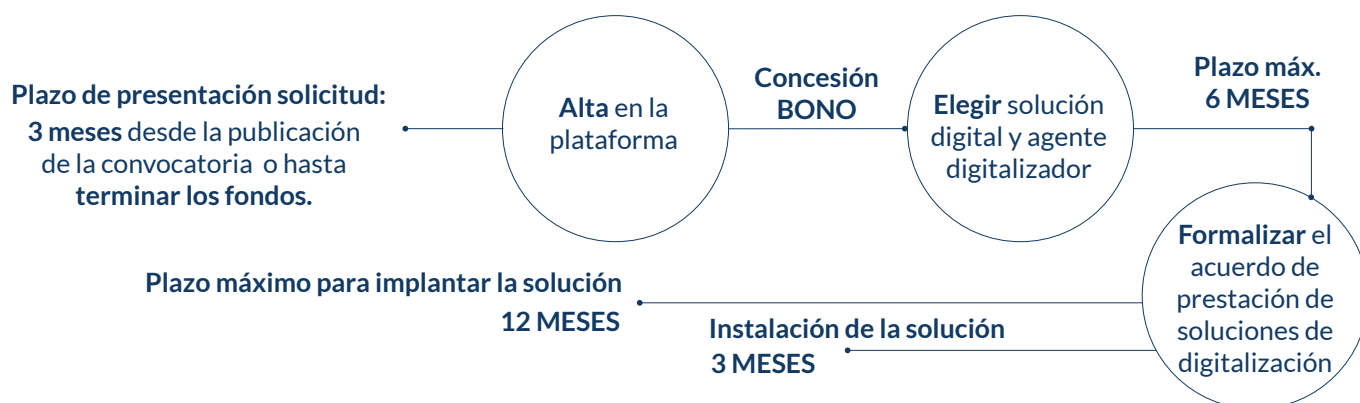 Plazo de presentación solicitud:
3 meses desde la publicación
de la convocatoria o hasta
terminar los fondos.
Alta en la
plataforma
Concesión
BONO
Elegir solución
digital y agente
digitalizador
Plazo máx.
6 MESES
Formalizar el
acuerdo de
prestación de
soluciones de
digitalización
Plazo máximo para implantar la solución
12 MESES
Instalación de la solución
3 MESES